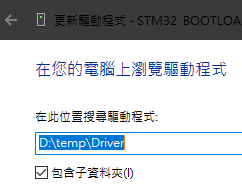 更新驅動程式 - STM32 BOOTLOA
在您的電腦上瀏覽驅動程式
在此位置搜尋驅動程式:
D:\temp\Driver
包含子資料夾(I)